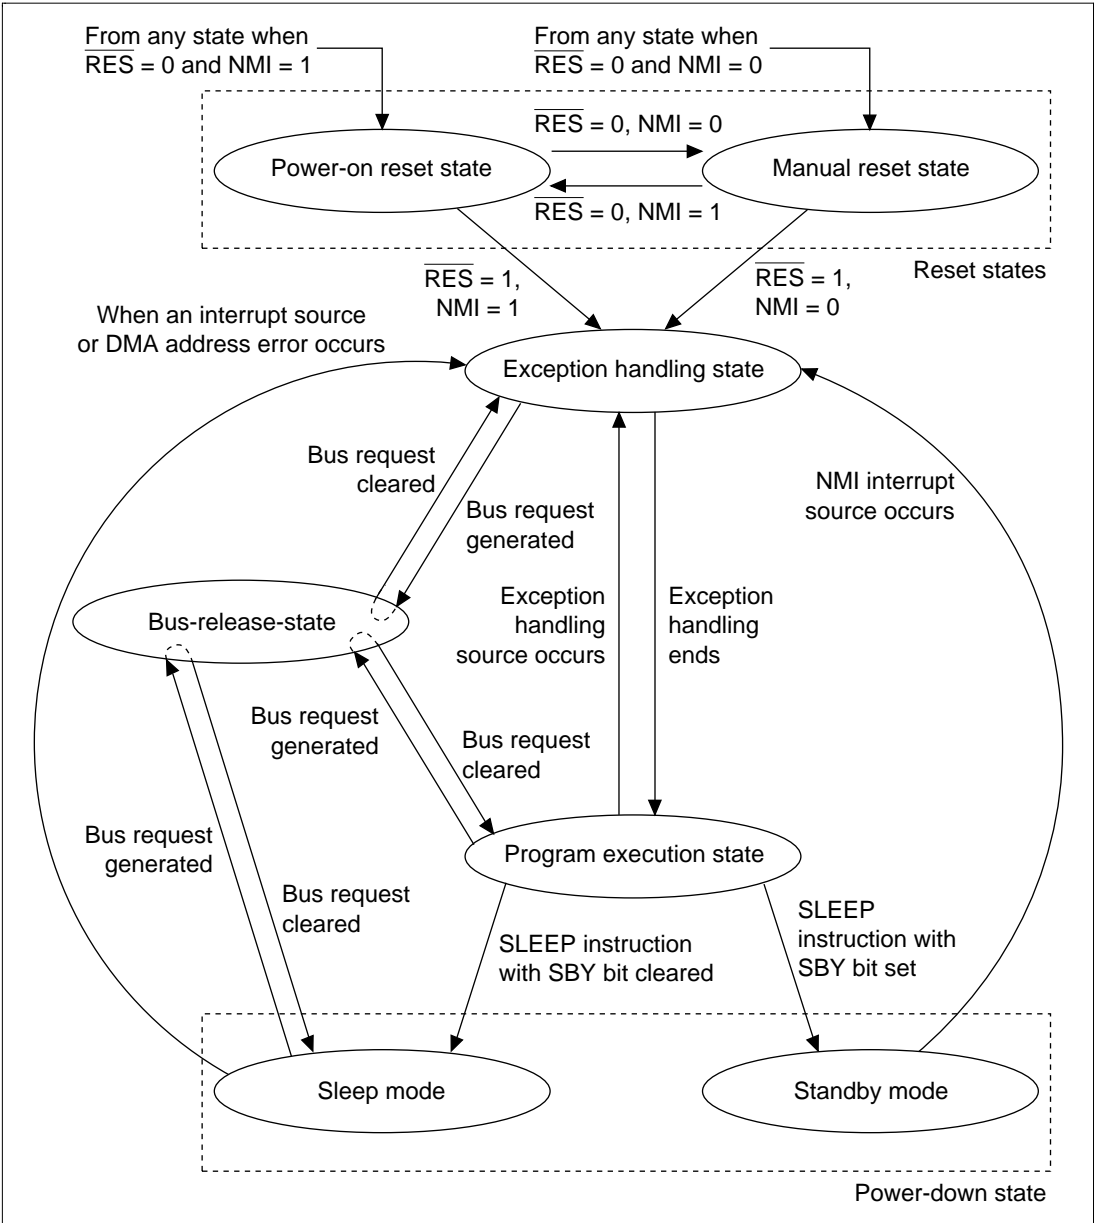 From any state when
RES = 0 and NMI = 1
From any state when
RES = 0 and NMI = 0
RES = 0, NMI = 0
Power-on reset state
Manual reset state
RES = 0, NMI = 1
Reset states
RES = 1,
NMI = 1
RES = 1,
NMI = 0
When an interrupt source
or DMA address error occurs
Exception handling state
Bus request
cleared
NMI interrupt
source occurs
Bus request
generated
Exception
handling
source occurs
Exception
handling
ends
Bus-release-state
Bus request
generated
Bus request
cleared
Bus request
generated
Program execution state
Bus request
cleared
SLEEP instruction
with SBY bit cleared
SLEEP
instruction with
SBY bit set
Sleep mode
Standby mode
Power-down state